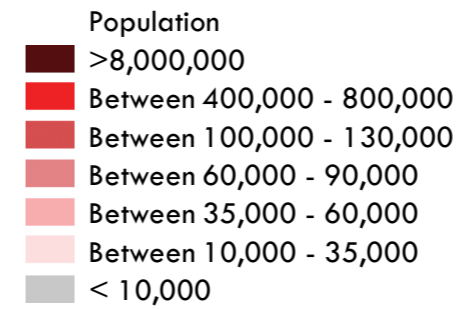 Population
>8,000,000
Between 400,000 - 800,000
Between 100,000 - 130,000
Between 60,000 - 90,000
Between 35,000 - 60,000
Between 10,000 - 35,000
< 10,000